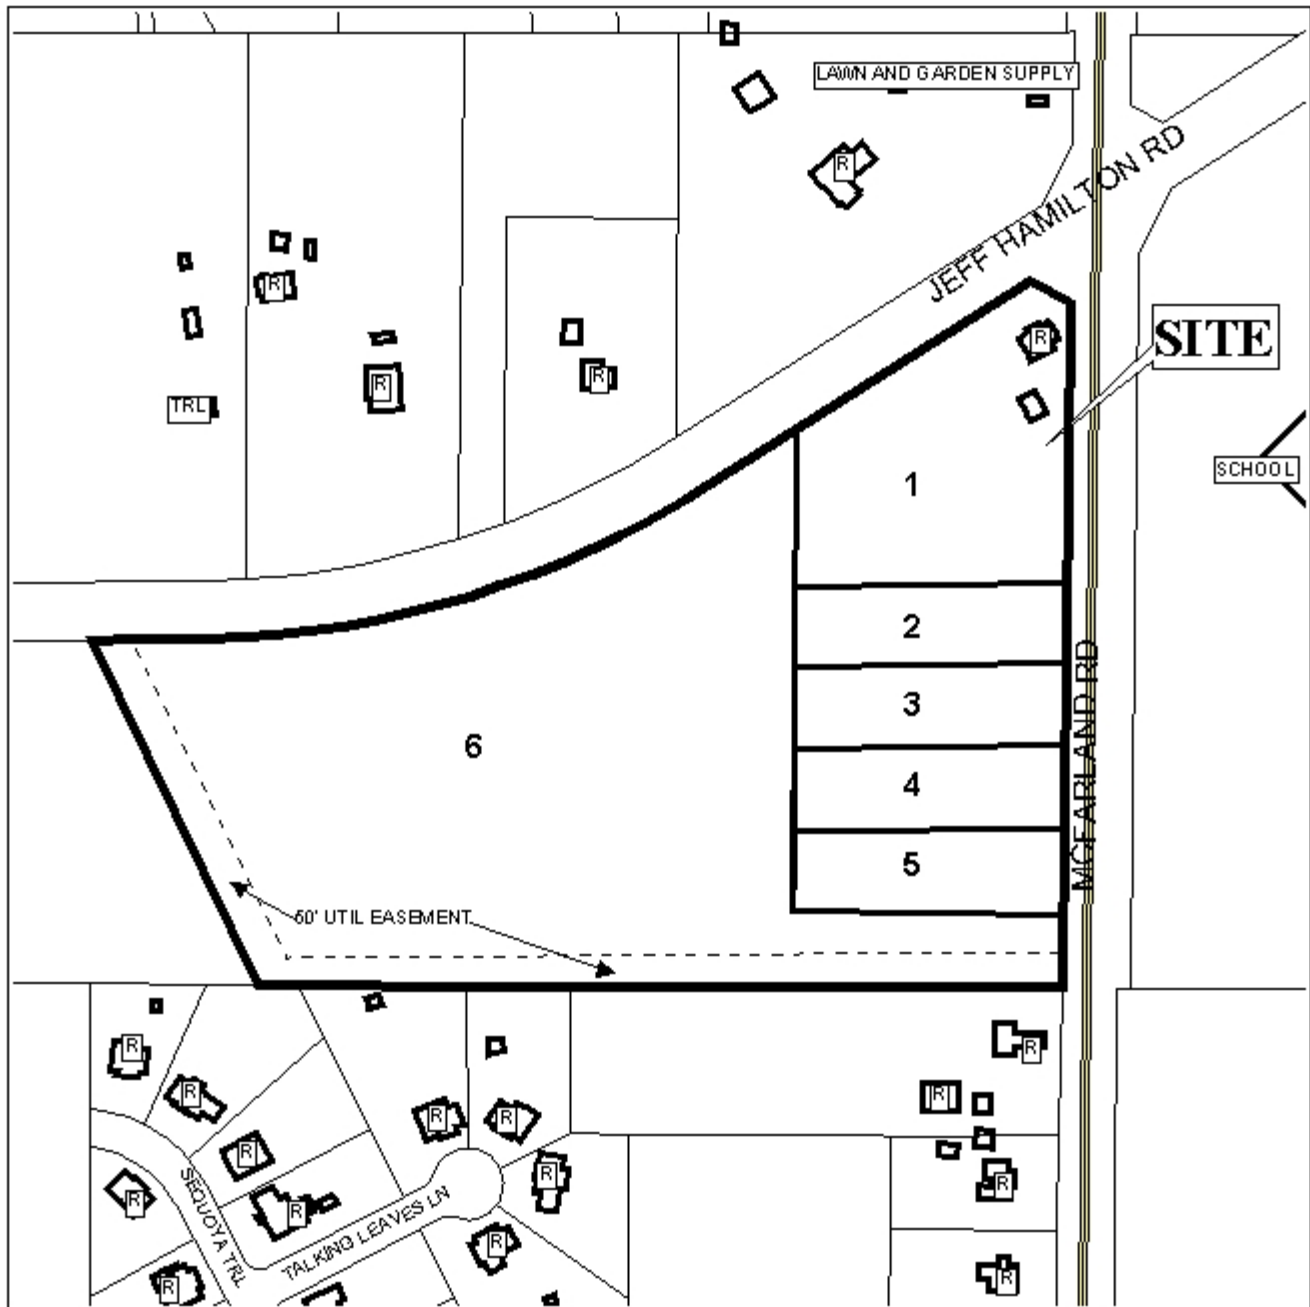 LAWN AND GARDEN SUPPLY
R
JEFF HAMILTON RD
R
R
TRL
R
R
SITE
SCHOOL
1
2
3
4
5
6
MCFARLAND RD
60' UTIL EASEMENT
R
R
R
R
R
R
R
R
R
R
R
R
R
R
SEQUOYA TRL
TALKING LEAVES LN